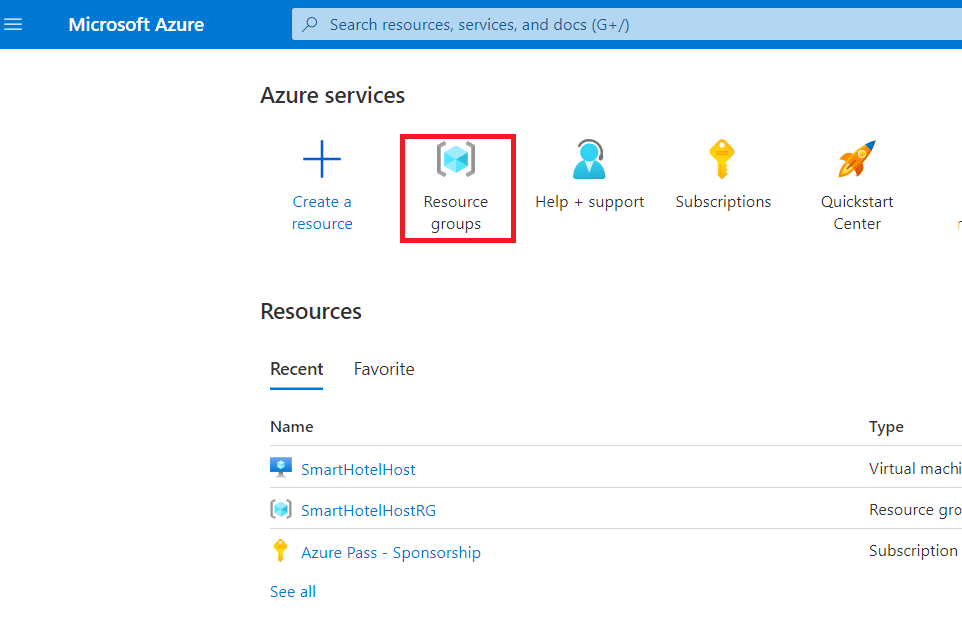 Microsoft Azure
Search resources, services, and docs (G+/)
Azure services
Create a
resource
Resource
groups
Help + support
Subscriptions
Quickstart
Center
Resources
Recent
Favorite
Name
Type
SmartHotelHost
Virtual machi
SmartHotelHostRG
Resource gro
Azure Pass - Sponsorship
Subscription
See all